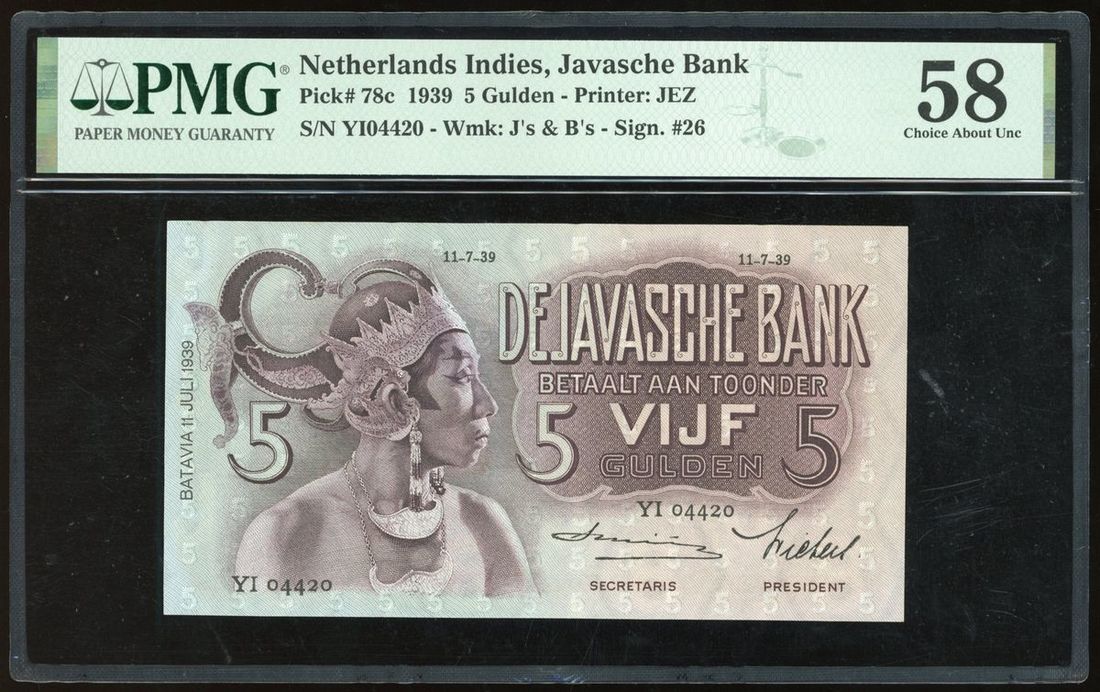 PMG®
PAPER MONEY GUARANTY
Netherlands Indies, Javasche Bank
Pick# 78c 1939 5 Gulden - Printer: JEZ
S/N YI04420 - Wmk: J's & B's - Sign. #26
58
Choice About Unc
11-7-39
11-7-39
DE JAVASCHE BANK
BETAALT AAN TOONDER
VIJF
GULDEN
5
5
5
BATAVIA 11 JULI 1939
YI 04420
YI 04420
SECRETARIS
PRESIDENT